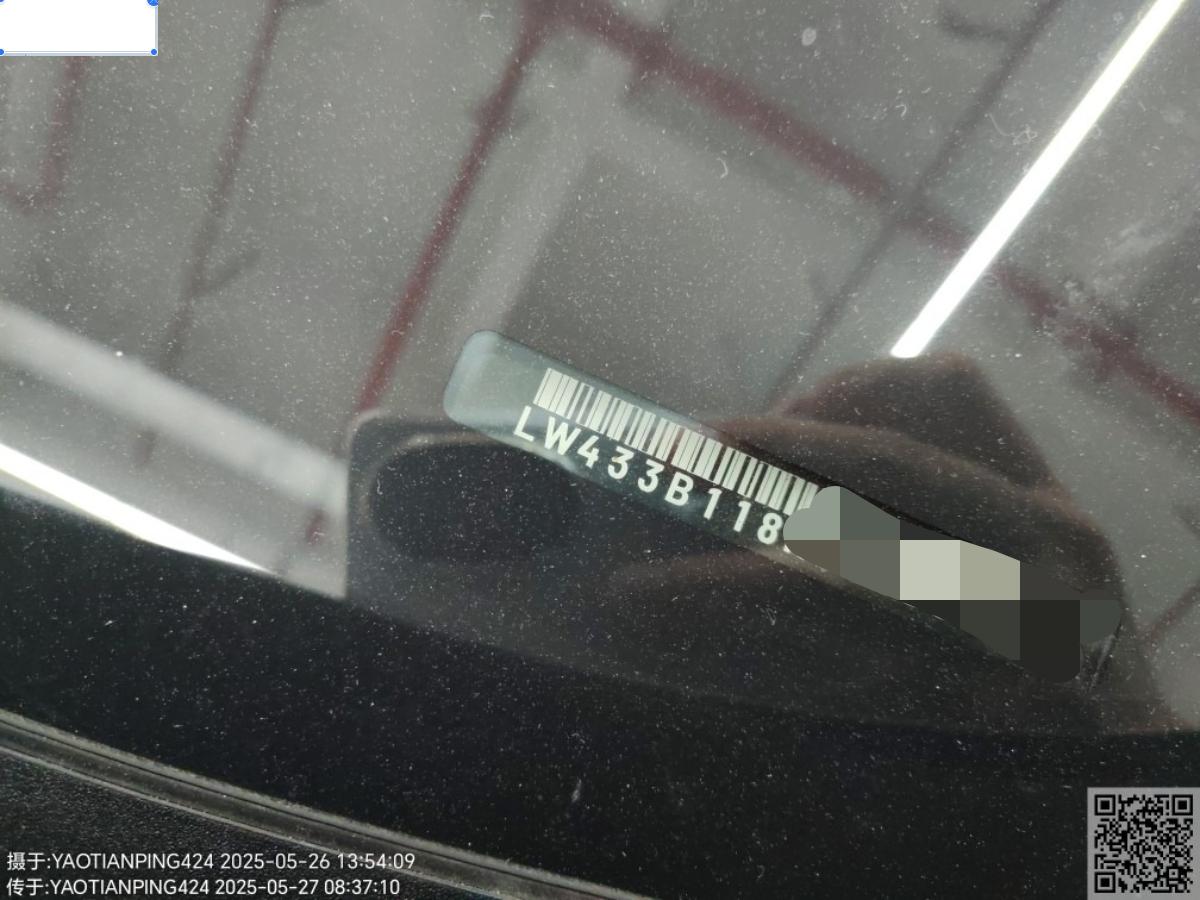 LW433B118
摄于:YAOTIANPING424 2025-05-26 13:54:09
传于:YAOTIANPING424 2025-05-27 08:37:10